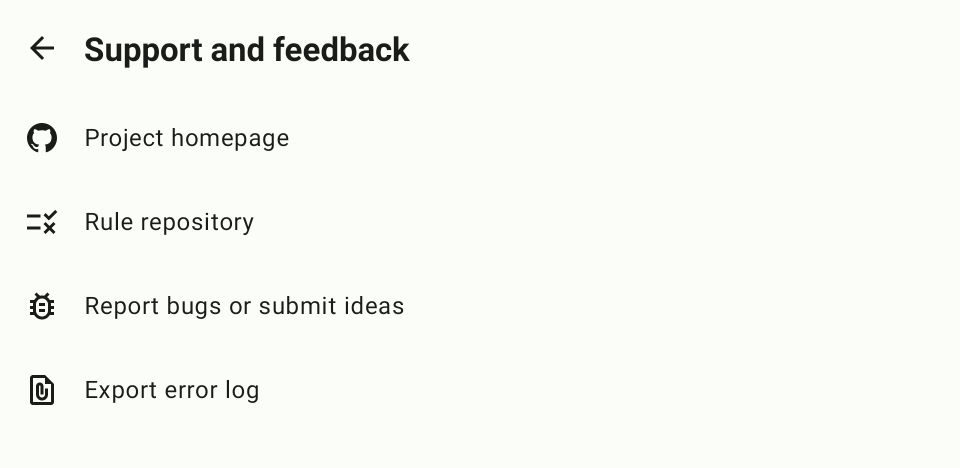 Support and feedback
Project homepage
Rule repository
Report bugs or submit ideas
Export error log